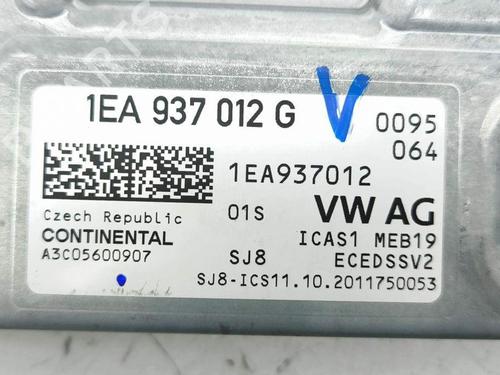 1EA 937 012 G V 0095
064
1EA937012
Czech Republic 01S VW AG
CONTINENTAL ICAS1 MEB19
A3C05600907 SJ8 ECEDSSV2
SJ8-ICS11.10.2011750053